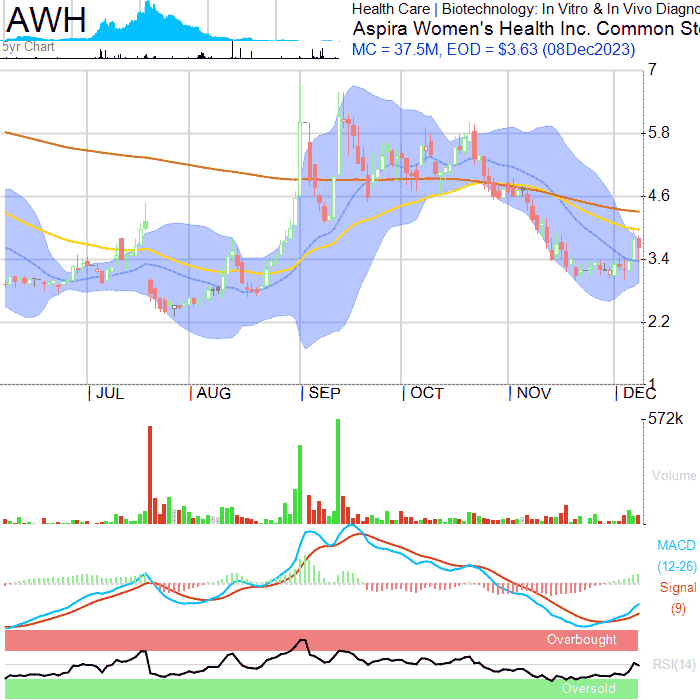 AWH
5yr Chart
Health Care | Biotechnology: In Vitro & In Vivo Diagno
Aspira Women's Health Inc. Common Sto
MC = 37.5M, EOD = $3.63 (08Dec2023)
7
5.8
4.6
3.4
2.2
1
JUL AUG SEP OCT NOV DEC
572k
Volume
MACD
(12-26)
Signal
(9)
Overbought
RSI(14)
Oversold